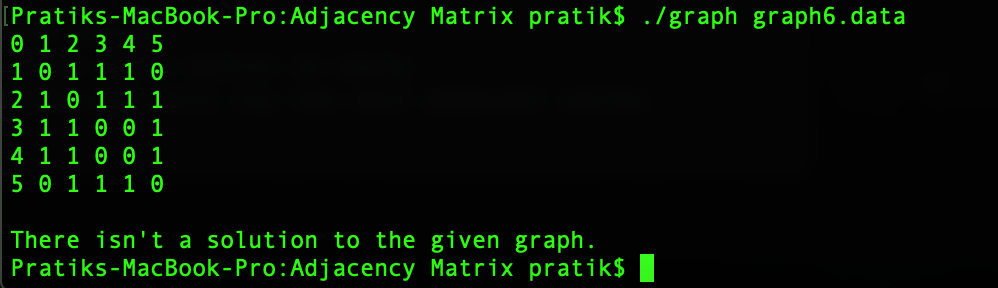 [Pratiks-MacBook-Pro:Adjacency Matrix pratik$ ./graph graph6.data
0 1 2 3 4 5
1 0 1 1 1 0
2 1 0 1 1 1
3 1 1 0 0 1
4 1 1 0 0 1
5 0 1 1 1 0
There isn't a solution to the given graph.
Pratiks-MacBook-Pro:Adjacency Matrix pratik$